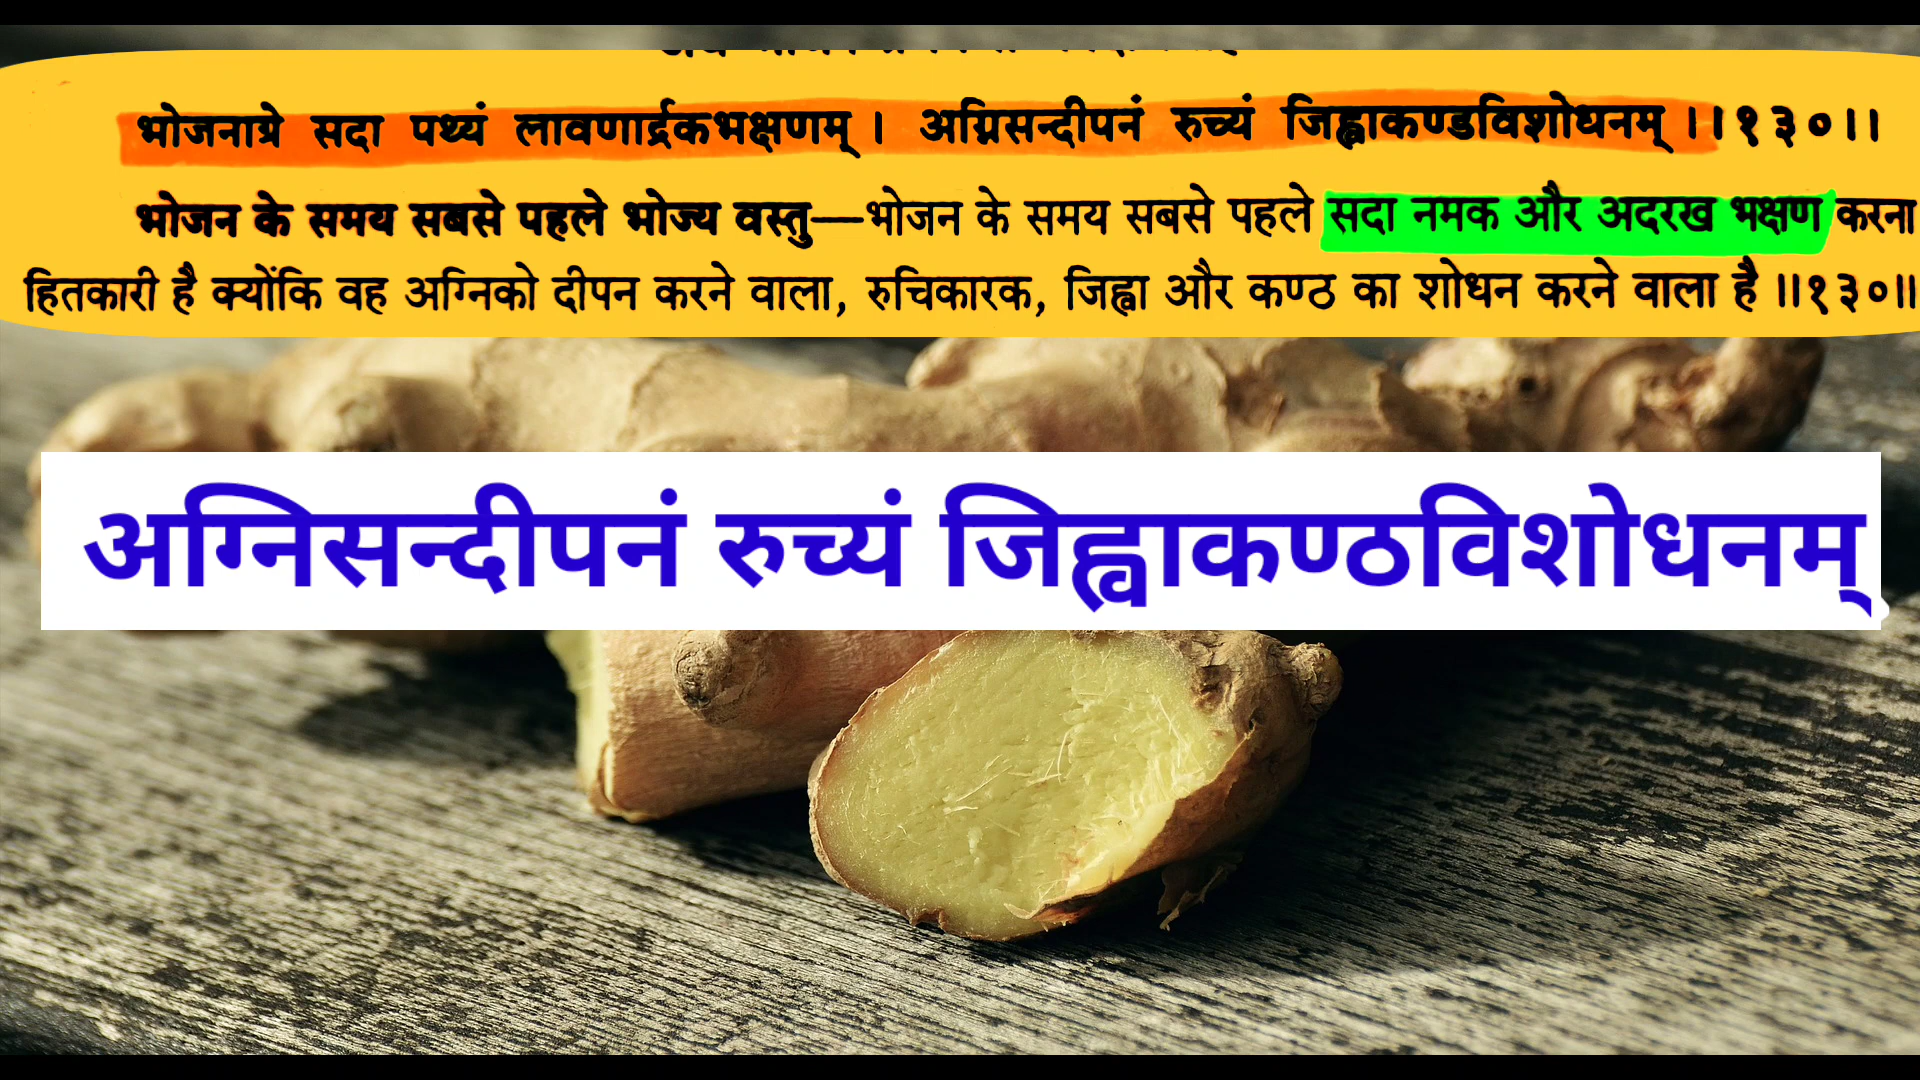 भोजनाग्रे सदा पथ्यं लावणार्द्रकभक्षणम् । अग्निसन्दीपनं रुच्यं जिह्वाकण्डविशोधनम् ।।१३०।।
भोजन के समय सबसे पहले भोज्य वस्तु—भोजन के समय सबसे पहले सदा नमक और अदरख भक्षण करना
हितकारी है क्योंकि वह अग्निको दीपन करने वाला, रुचिकारक, जिह्वा और कण्ठ का शोधन करने वाला है ॥१३०॥
अग्निसन्दीपनं रुच्यं जिह्वाकण्ठविशोधनम्